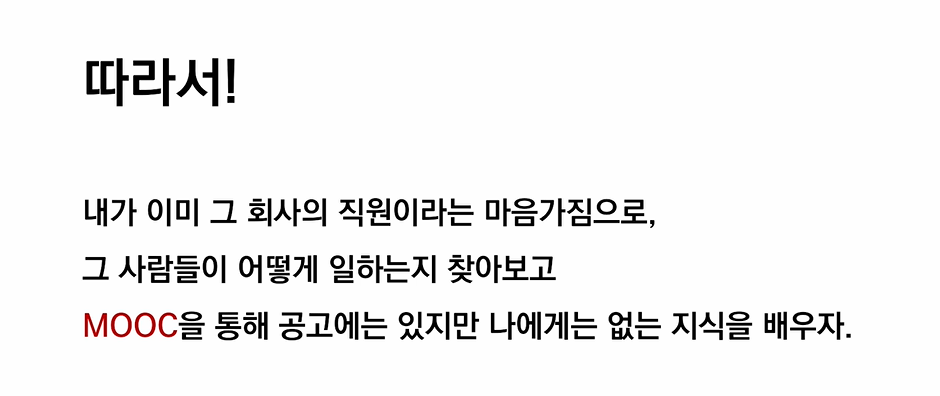 따라서!
내가 이미 그 회사의 직원이라는 마음가짐으로,
그 사람들이 어떻게 일하는지 찾아보고
MOOC을 통해 공고에는 있지만 나에게는 없는 지식을 배우자.